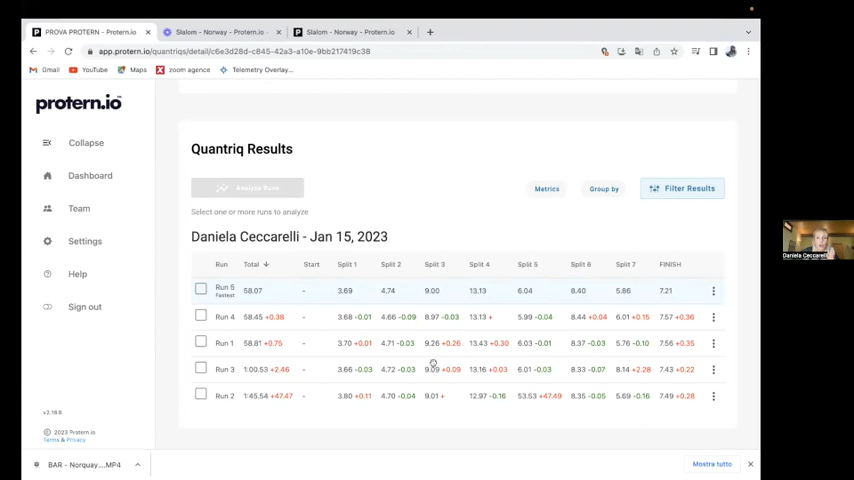 PROVA PROTERN - Protern.io
Slalom - Norway - Protern.io
Slalom - Norway - Protern.io
app.protern.io/quantriqs/detail/c6e3d28d-c845-42a3-a10e-9bb217419c38
Gmail YouTube Maps zoom agence Telemetry Overlay...
protern.io
Collapse
Dashboard
Team
Settings
Help
Sign out
v2.18.8
© 2023 Protern.io
Terms & Privacy
Quantriq Results
Analyze Runs
Metrics Group by Filter Results
Select one or more runs to analyze
Daniela Ceccarelli - Jan 15, 2023
Run Total Start Split 1 Split 2 Split 3 Split 4 Split 5 Split 6 Split 7 FINISH
Run 5 58.07 - 3.69 4.74 9.00 13.13 6.04 8.40 5.86 7.21
Fastest
Run 4 58.45 +0.38 - 3.68 -0.01 4.66 -0.09 8.97 -0.03 13.13 + 5.99 -0.04 8.44 +0.04 6.01 +0.15 7.57 +0.36
Run 1 58.81 +0.75 - 3.70 +0.01 4.71 -0.03 9.26 +0.26 13.43 +0.30 6.03 -0.01 8.37 -0.03 5.76 -0.10 7.56 +0.35
Run 3 1:00.53 +2.46 - 3.66 -0.03 4.72 -0.03 9.09 +0.09 13.16 +0.03 6.01 -0.03 8.33 -0.07 8.14 +2.28 7.43 +0.22
Run 2 1:45.54 +47.47 - 3.80 +0.11 4.70 -0.04 9.01 + 12.97 -0.16 53.53 +47.49 8.35 -0.05 5.69 -0.16 7.49 +0.28
BAR - Norquay....MP4
Mostra tutto
Daniela Ceccarelli